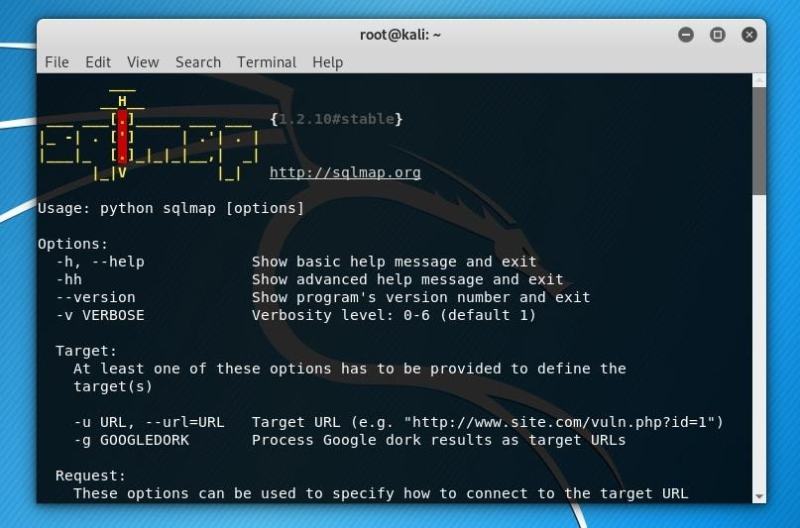 root@kali: ~
File Edit View Search Terminal Help
{1.2.10#stable}
http://sqlmap.org
Usage: python sqlmap [options]
Options:
-h, --help Show basic help message and exit
-hh Show advanced help message and exit
--version Show program's version number and exit
-v VERBOSE Verbosity level: 0-6 (default 1)
Target:
At least one of these options has to be provided to define the
target(s)
-u URL, --url=URL Target URL (e.g. "http://www.site.com/vuln.php?id=1")
-g GOOGLEDORK Process Google dork results as target URLs
Request:
These options can be used to specify how to connect to the target URL